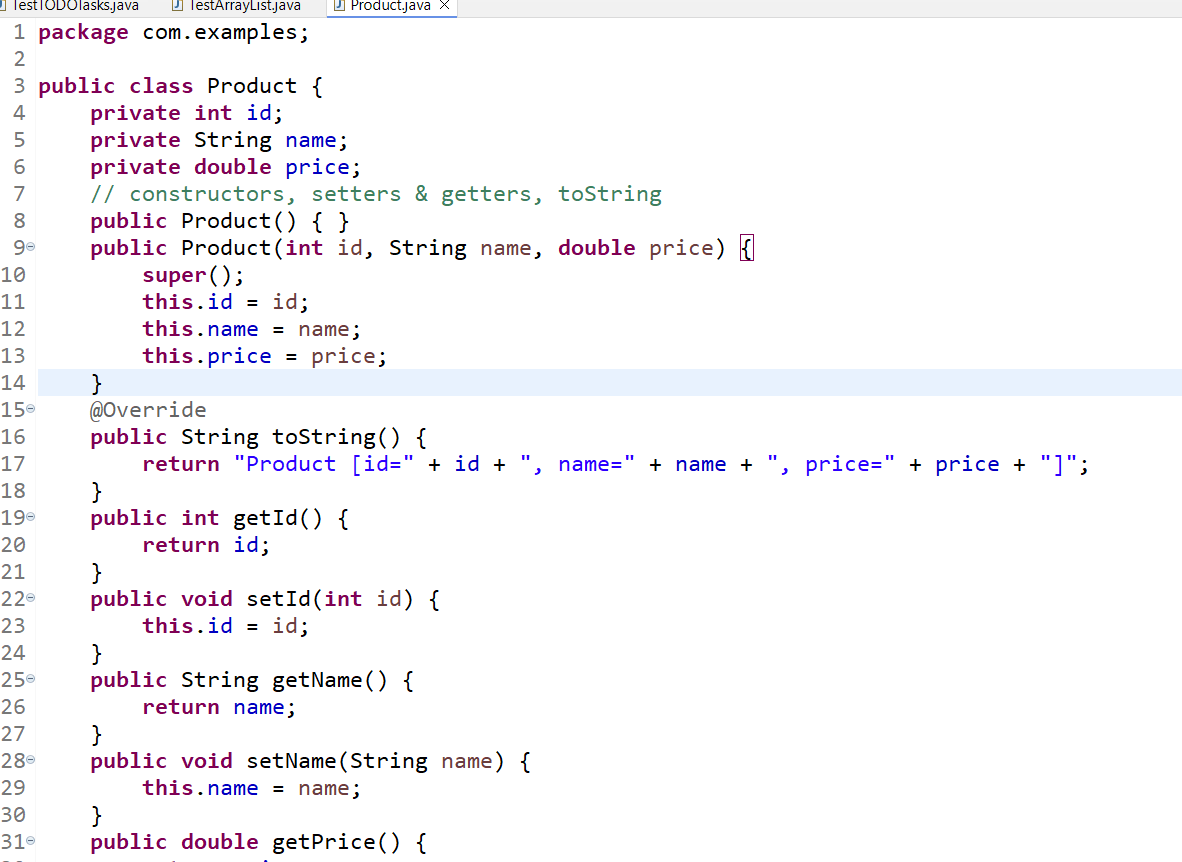 TestTODOTasks.java TestArrayList.java Product.java
1 package com.examples;
2
3 public class Product {
4 private int id;
5 private String name;
6 private double price;
7 // constructors, setters & getters, toString
8 public Product() { }
9 public Product(int id, String name, double price) {
10 super();
11 this.id = id;
12 this.name = name;
13 this.price = price;
14 }
15 @Override
16 public String toString() {
17 return "Product [id=" + id + ", name=" + name + ", price=" + price + "]";
18 }
19 public int getId() {
20 return id;
21 }
22 public void setId(int id) {
23 this.id = id;
24 }
25 public String getName() {
26 return name;
27 }
28 public void setName(String name) {
29 this.name = name;
30 }
31 public double getPrice() {